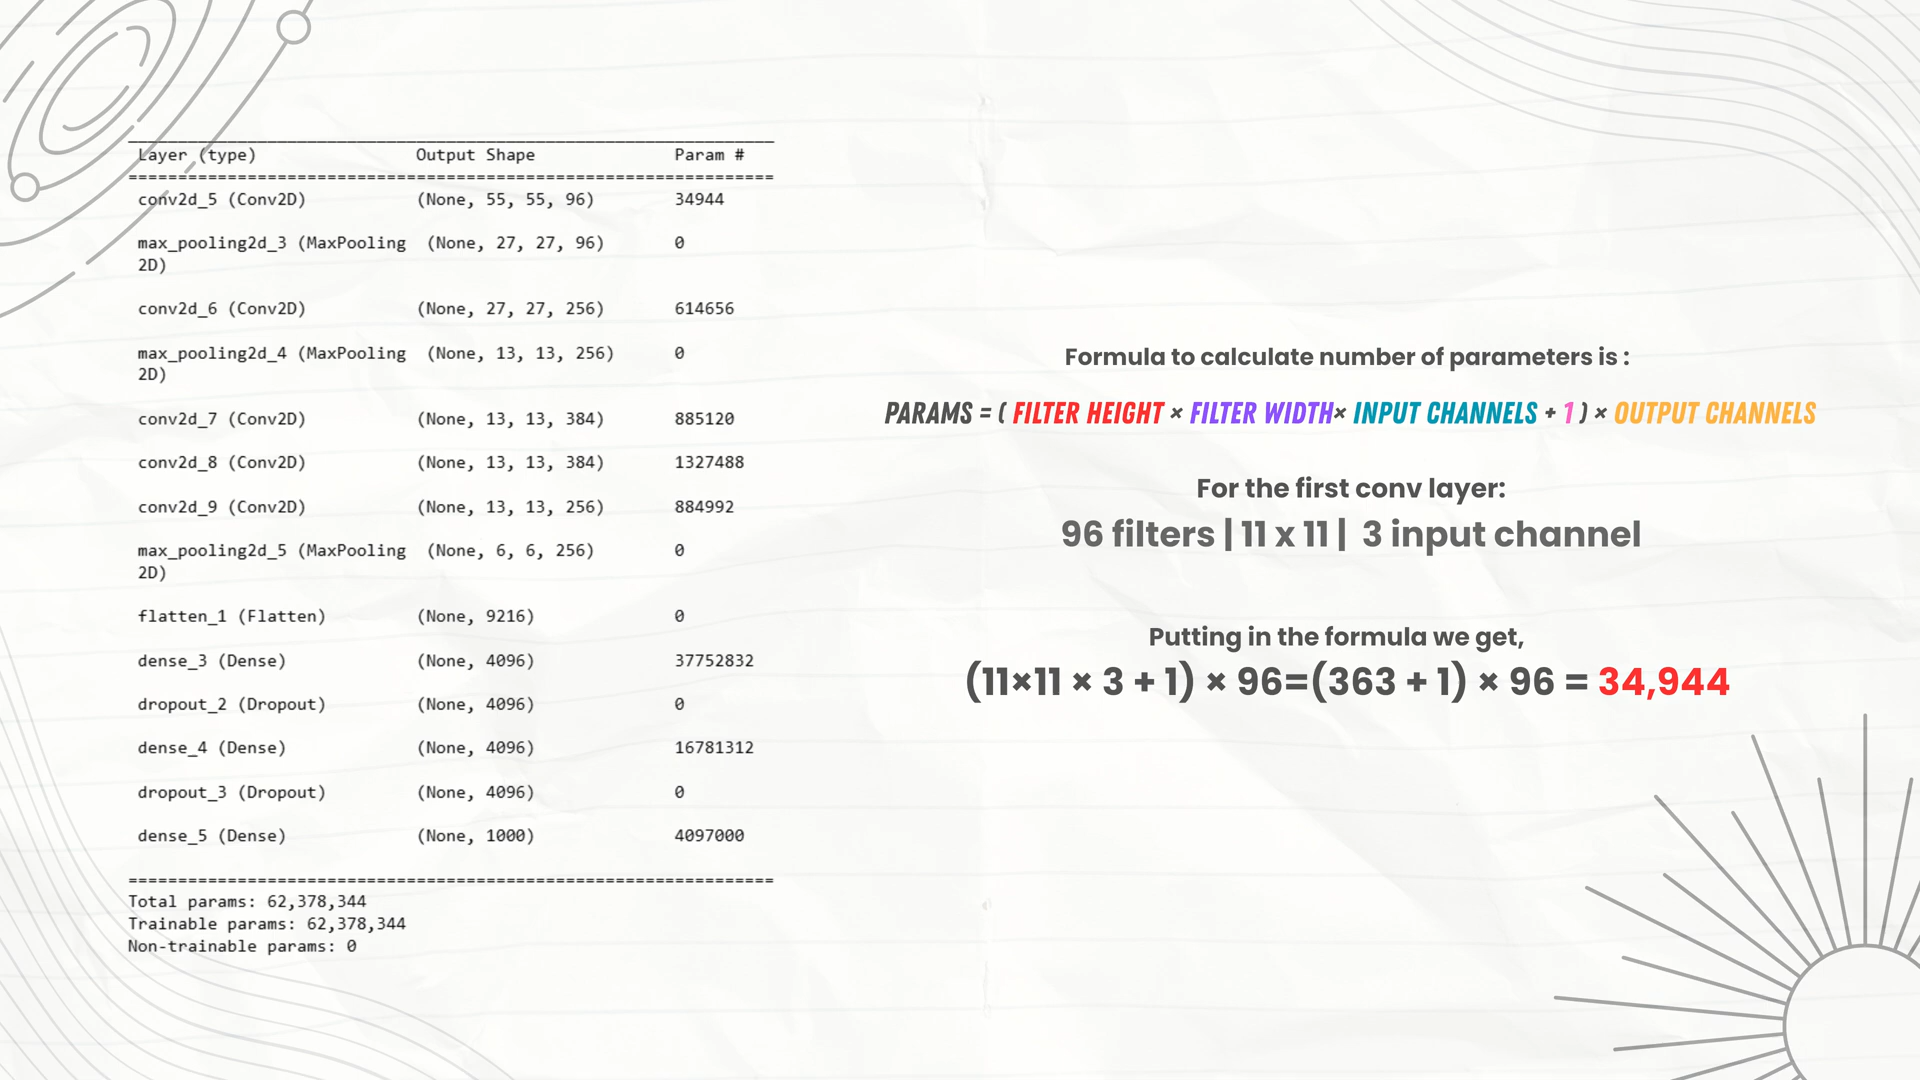 Layer (type) Output Shape Param #
conv2d_5 (Conv2D) (None, 55, 55, 96) 34944
max_pooling2d_3 (MaxPooling (None, 27, 27, 96) 0
2D)
conv2d_6 (Conv2D) (None, 27, 27, 256) 614656
max_pooling2d_4 (MaxPooling (None, 13, 13, 256) 0
2D)
conv2d_7 (Conv2D) (None, 13, 13, 384) 885120
conv2d_8 (Conv2D) (None, 13, 13, 384) 1327488
conv2d_9 (Conv2D) (None, 13, 13, 256) 884992
max_pooling2d_5 (MaxPooling (None, 6, 6, 256) 0
2D)
flatten_1 (Flatten) (None, 9216) 0
dense_3 (Dense) (None, 4096) 37752832
dropout_2 (Dropout) (None, 4096) 0
dense_4 (Dense) (None, 4096) 16781312
dropout_3 (Dropout) (None, 4096) 0
dense_5 (Dense) (None, 1000) 4097000
Total params: 62,378,344
Trainable params: 62,378,344
Non-trainable params: 0
Formula to calculate number of parameters is :
PARAMS = ( FILTER HEIGHT × FILTER WIDTH× INPUT CHANNELS + 1 ) × OUTPUT CHANNELS
For the first conv layer:
96 filters | 11 x 11 | 3 input channel
Putting in the formula we get,
(11×11 × 3 + 1) × 96=(363 + 1) × 96 = 34,944